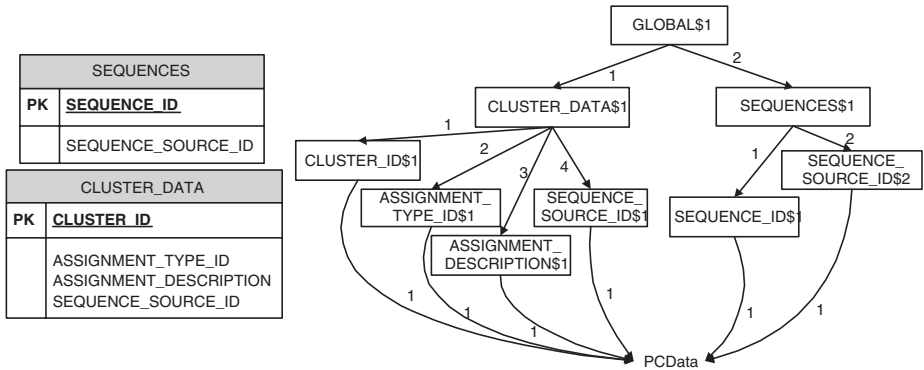 SEQUENCES
PK SEQUENCE_ID
SEQUENCE_SOURCE_ID
CLUSTER_DATA
PK CLUSTER_ID
ASSIGNMENT_TYPE_ID
ASSIGNMENT_DESCRIPTION
SEQUENCE_SOURCE_ID
GLOBAL$1
1
2
CLUSTER_DATA$1
SEQUENCES$1
1
2
3
4
1
2
CLUSTER_ID$1
ASSIGNMENT_
TYPE_ID$1
ASSIGNMENT_
DESCRIPTION$1
SEQUENCE_
SOURCE_ID$1
SEQUENCE_ID$1
SEQUENCE_
SOURCE_ID$2
1
1
1
1
1
1
PCData